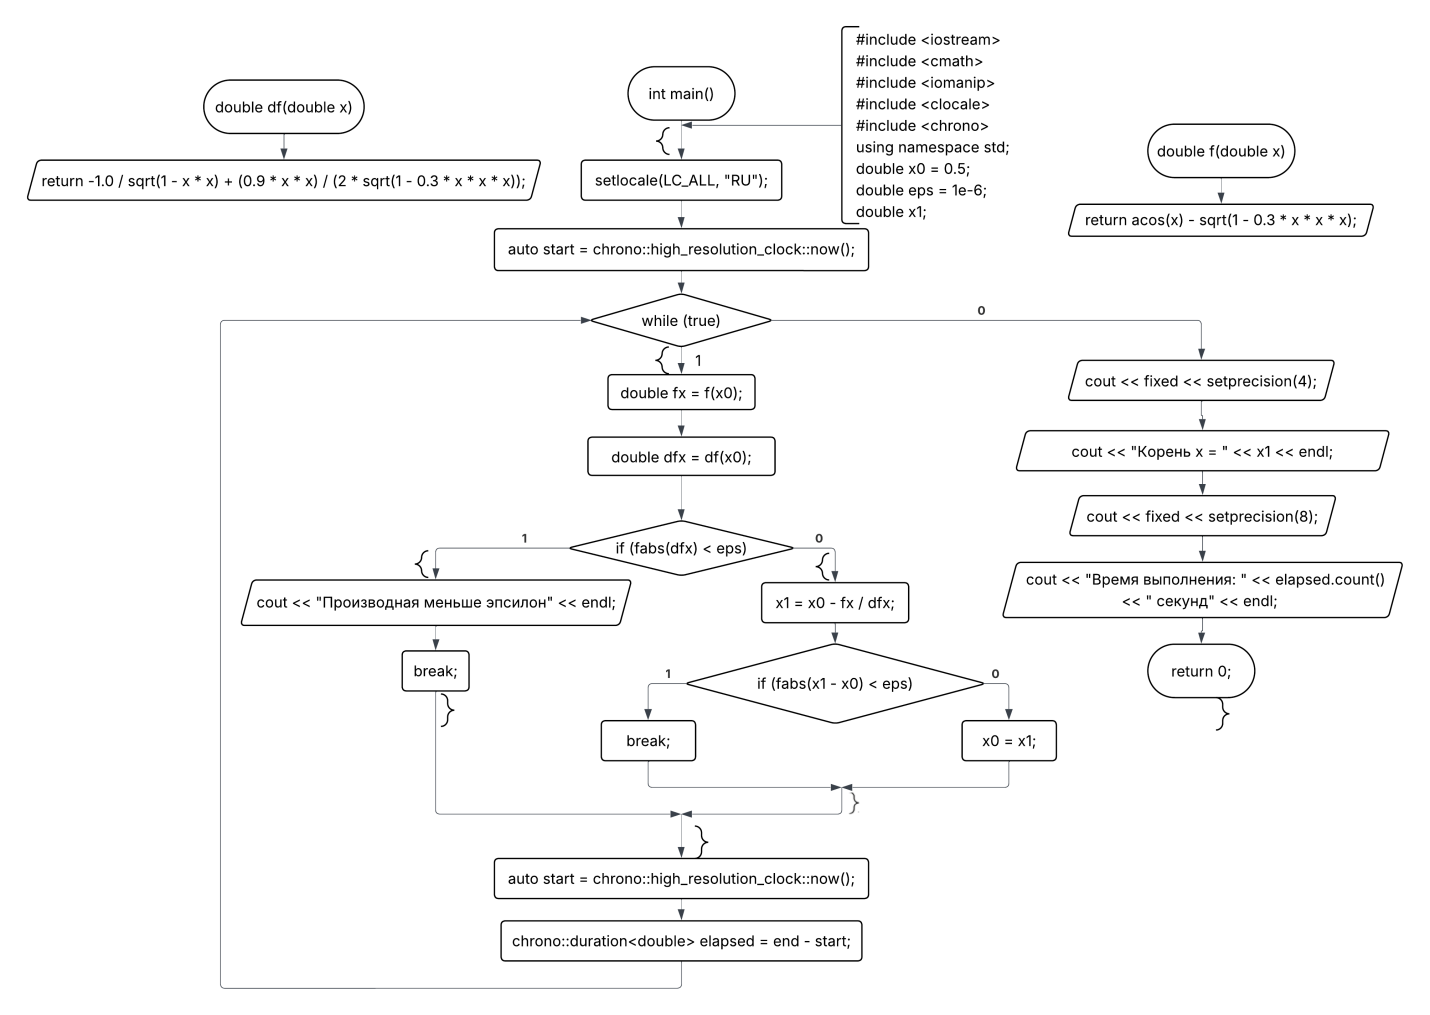 double df(double x)
return -1.0 / sqrt(1 - x * x) + (0.9 * x * x) / (2 * sqrt(1 - 0.3 * x * x * x));
int main()
#include <iostream>
#include <cmath>
#include <iomanip>
#include <clocale>
#include <chrono>
using namespace std;
double x0 = 0.5;
double eps = 1e-6;
double x1;
double f(double x)
return acos(x) - sqrt(1 - 0.3 * x * x * x);
{
setlocale(LC_ALL, "RU");
auto start = chrono::high_resolution_clock::now();
while (true)
0
{
1
double fx = f(x0);
double dfx = df(x0);
if (fabs(dfx) < eps)
1
0
{
cout << "Производная меньше эпсилон" << endl;
break;
}
{
x1 = x0 - fx / dfx;
if (fabs(x1 - x0) < eps)
1
0
break;
x0 = x1;
}
}
auto start = chrono::high_resolution_clock::now();
chrono::duration<double> elapsed = end - start;
cout << fixed << setprecision(4);
cout << "Корень x = " << x1 << endl;
cout << fixed << setprecision(8);
cout << "Время выполнения: " << elapsed.count()
<< " секунд" << endl;
return 0;
}